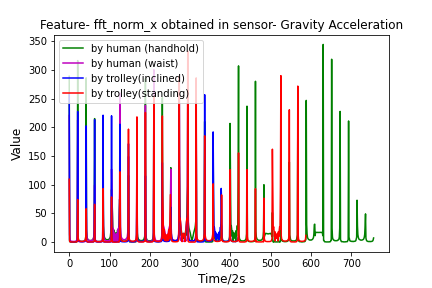 Feature- fft_norm_x obtained in sensor- Gravity Acceleration
by human (handhold)
by human (waist)
by trolley(inclined)
by trolley(standing)
Value
350
300
250
200
150
100
50
0
0 100 200 300 400 500 600 700
Time/2s